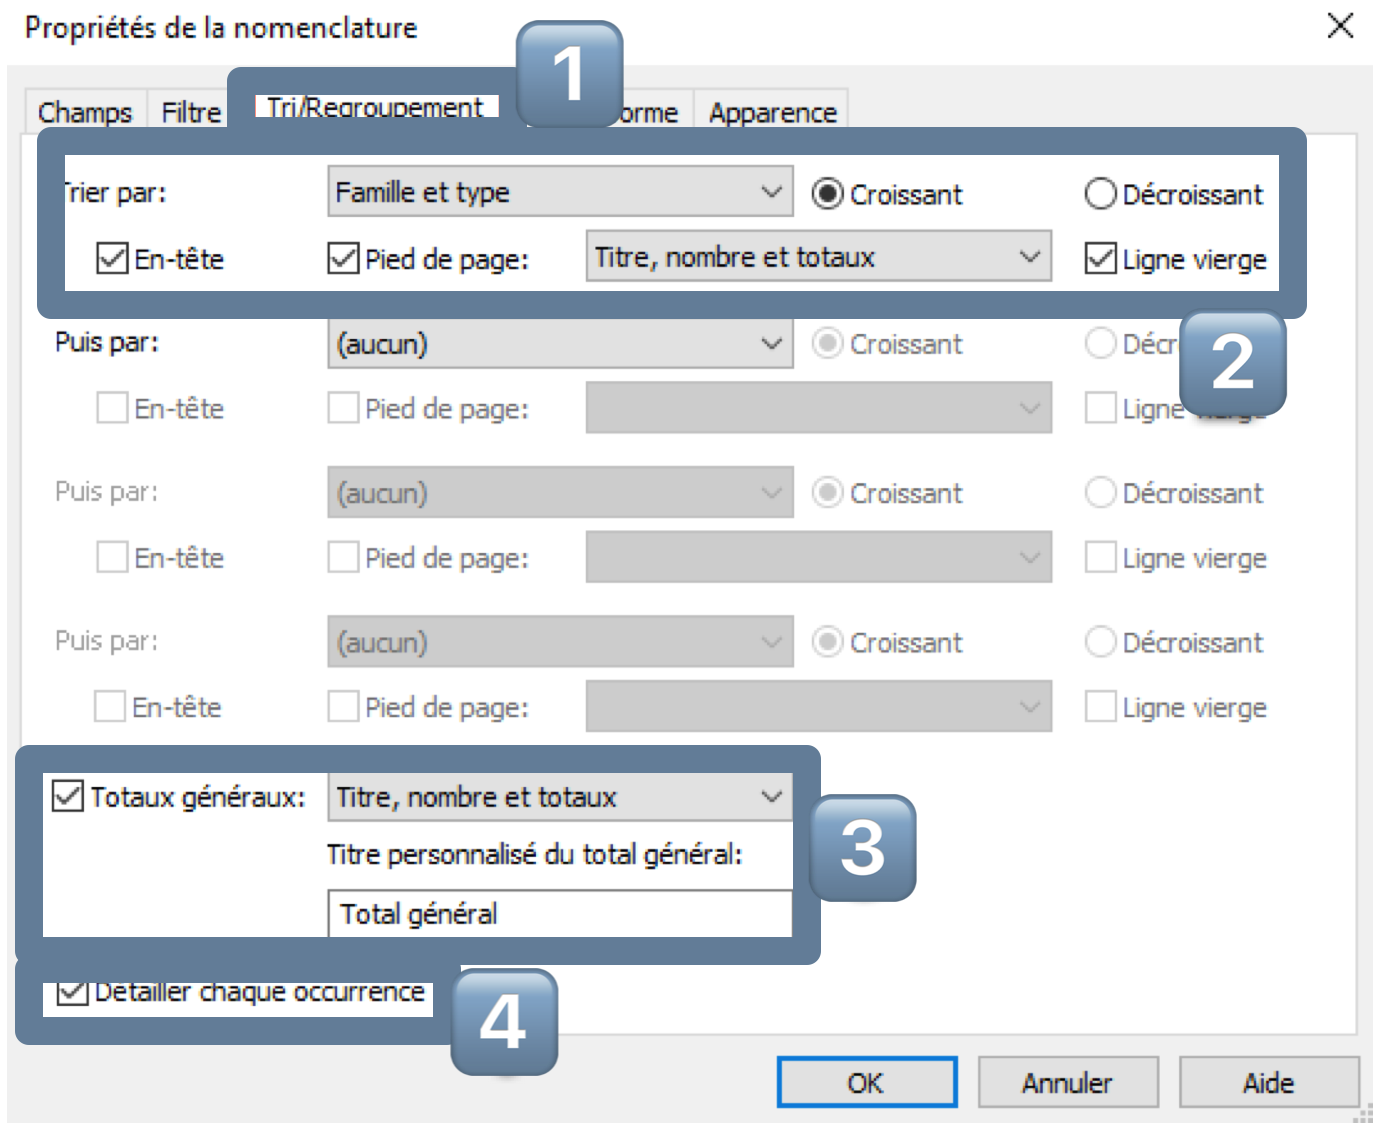 Propriétés de la nomenclature
1
Champs Filtre Tri/Regroupement orme Apparence
Trier par: Famille et type Croissant Décroissant
En-tête Pied de page: Titre, nombre et totaux Ligne vierge
2
Puis par: (aucun) Croissant Décr
En-tête Pied de page: Ligne vierge
Puis par: (aucun) Croissant Décroissant
En-tête Pied de page: Ligne vierge
Puis par: (aucun) Croissant Décroissant
En-tête Pied de page: Ligne vierge
Totaux généraux: Titre, nombre et totaux
3
Titre personnalisé du total général:
Total général
Détailler chaque occurrence
4
OK Annuler Aide